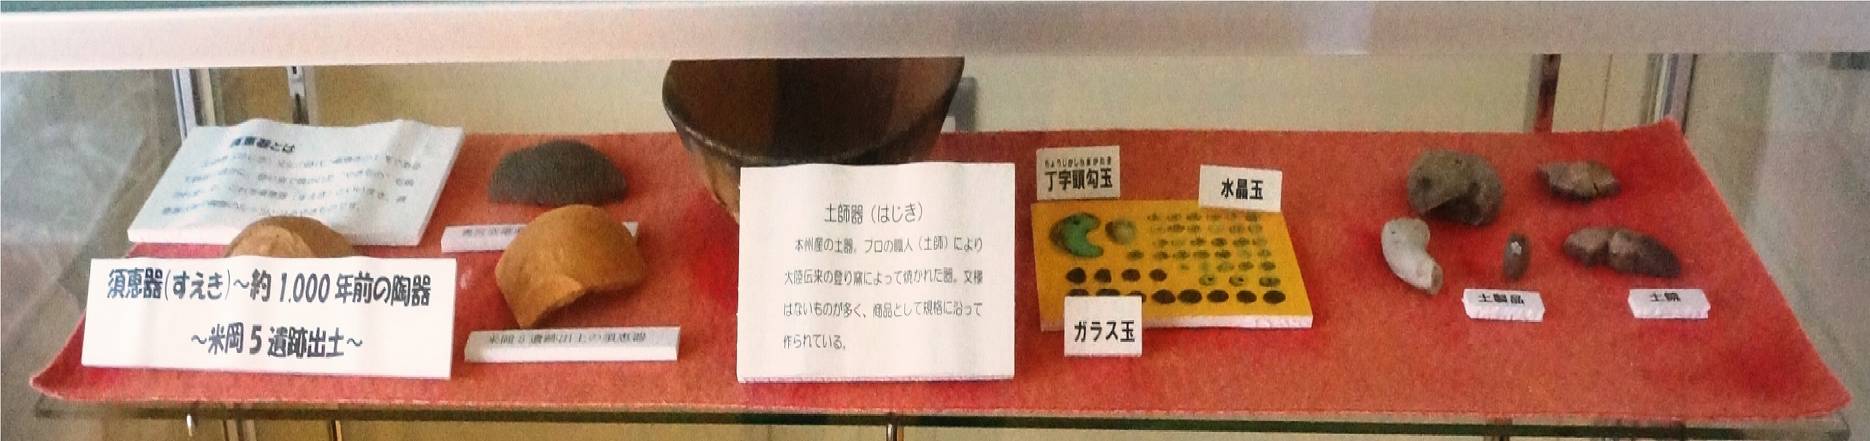 須恵器とは
須恵器(すえき)～約1.000年前の陶器
～米岡5遺跡出土～
米岡5遺跡出土の須恵器
土師器（はじき）
本州産の土器。プロの職人（土師）により
大陸伝来の登り窯によって焼かれた器。文様
はないものが多く、商品として規格に沿って
作られている。
ちょうじがしらまがたま
丁字頭勾玉
水晶玉
ガラス玉
土製品
土錘